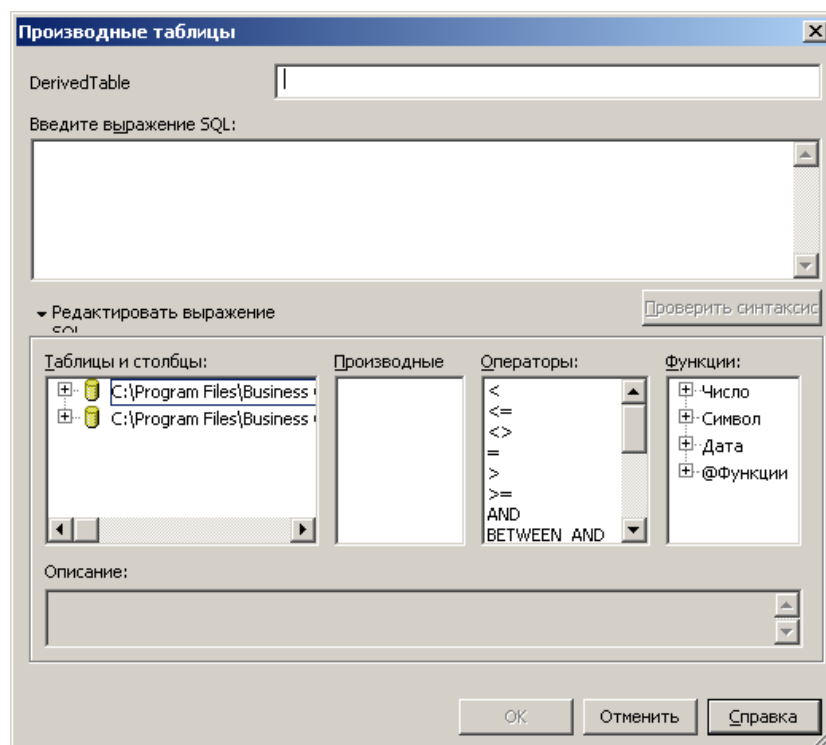 Производные таблицы
DerivedTable
Введите выражение SQL:
Проверить синтаксис
Редактировать выражение
SQL
Таблицы и столбцы:
Производные
Операторы:
Функции:
C:\Program Files\Business
C:\Program Files\Business
<
<=
<>
=
>
>=
AND
BETWEEN AND
Число
Символ
Дата
@Функции
Описание:
OK
Отменить
Справка